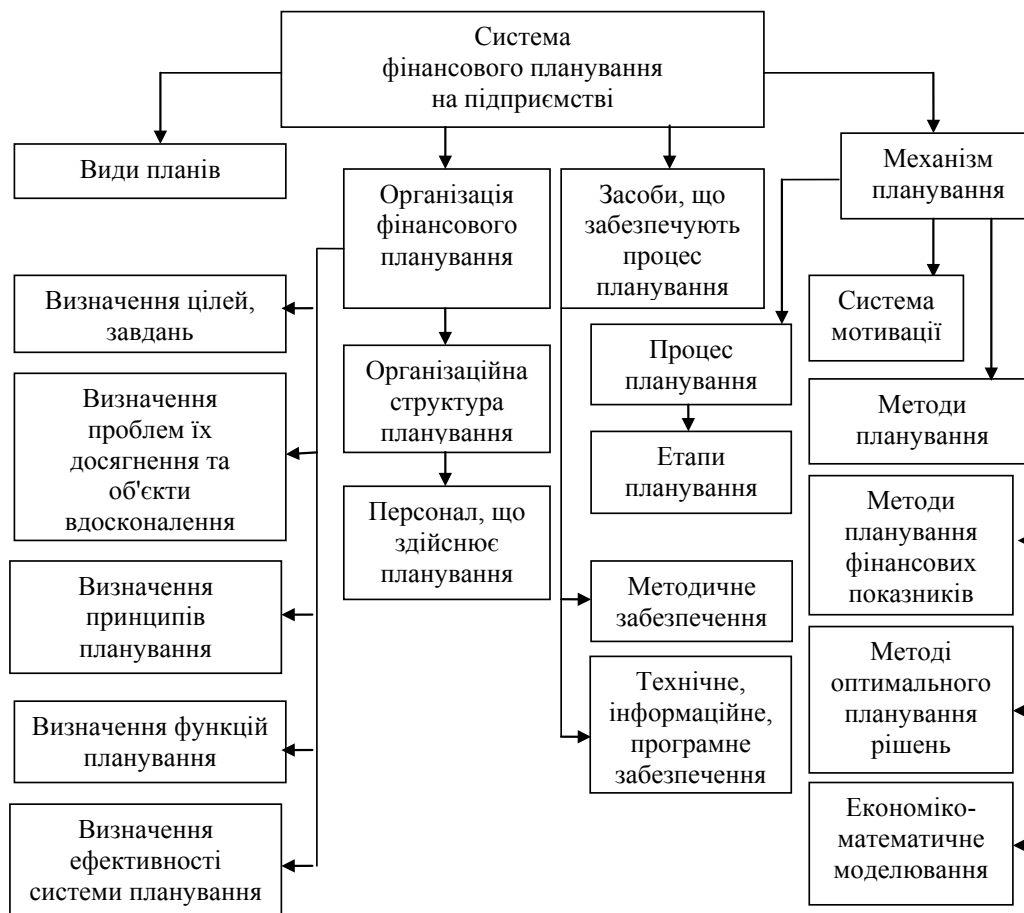 Система
фінансового планування
на підприємстві
Види планів
Організація
фінансового
планування
Засоби, що
забезпечують
процес
планування
Механізм
планування
Визначення цілей,
завдань
Визначення
проблем їх
досягнення та
об'єкти
вдосконалення
Визначення
принципів
планування
Визначення функцій
планування
Визначення
ефективності
системи планування
Організаційна
структура
планування
Персонал, що
здійснює
планування
Процес
планування
Етапи
планування
Методичне
забезпечення
Технічне,
інформаційне,
програмне
забезпечення
Система
мотивації
Методи
планування
Методи
планування
фінансових
показників
Методі
оптимального
планування
рішень
Економіко-
математичне
моделювання